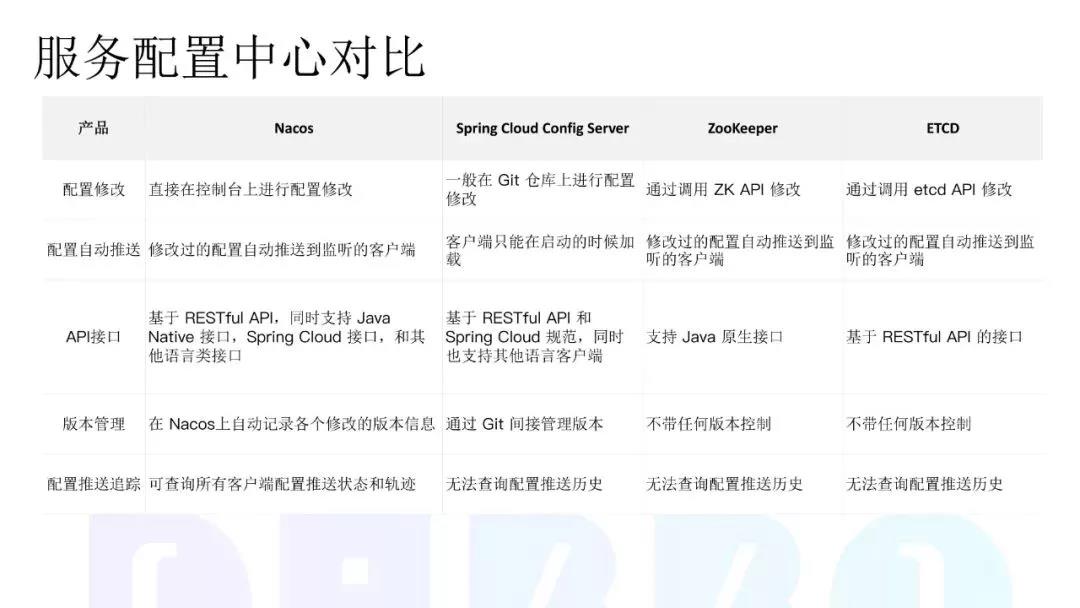 服务配置中心对比
产品 Nacos Spring Cloud Config Server ZooKeeper ETCD
配置修改 直接在控制台上进行配置修改 一般在 Git 仓库上进行配置
修改 通过调用 ZK API 修改 通过调用 etcd API 修改
配置自动推送 修改过的配置自动推送到监听的客户端 客户端只能在启动的时候加
载 修改过的配置自动推送到监
听的客户端 修改过的配置自动推送到监
听的客户端
API接口 基于 RESTful API，同时支持 Java
Native 接口，Spring Cloud 接口，和其
他语言类接口 基于 RESTful API 和
Spring Cloud 规范，同时
也支持其他语言客户端 支持 Java 原生接口 基于 RESTful API 的接口
版本管理 在 Nacos上自动记录各个修改的版本信息 通过 Git 间接管理版本 不带任何版本控制 不带任何版本控制
配置推送追踪 可查询所有客户端配置推送状态和轨迹 无法查询配置推送历史 无法查询配置推送历史 无法查询配置推送历史